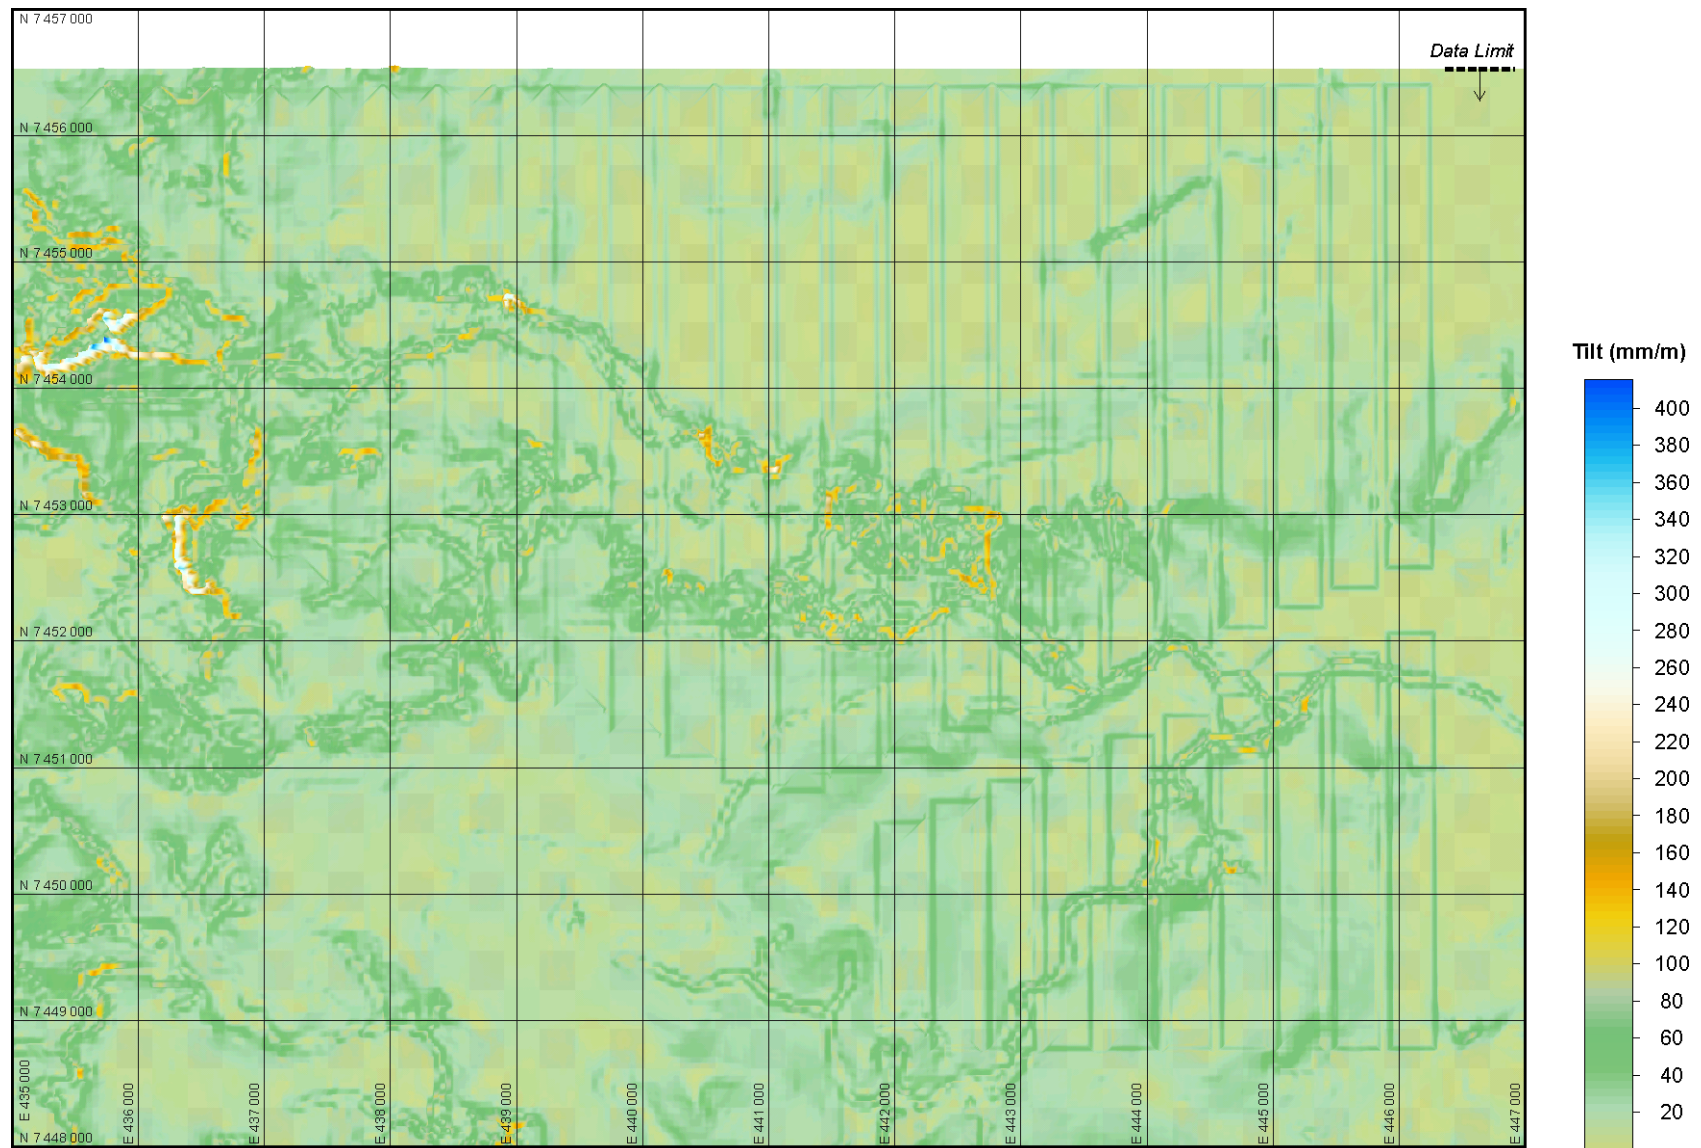 N 7 457 000
Data Limit
N 7 456 000
N 7 455 000
N 7 454 000
N 7 453 000
N 7 452 000
N 7 451 000
N 7 450 000
N 7 449 000
N 7 448 000
E 435 000
E 436 000
E 437 000
E 438 000
E 439 000
E 440 000
E 441 000
E 442 000
E 443 000
E 444 000
E 445 000
E 446 000
E 447 000
Tilt (mm/m)
400
380
360
340
320
300
280
260
240
220
200
180
160
140
120
100
80
60
40
20